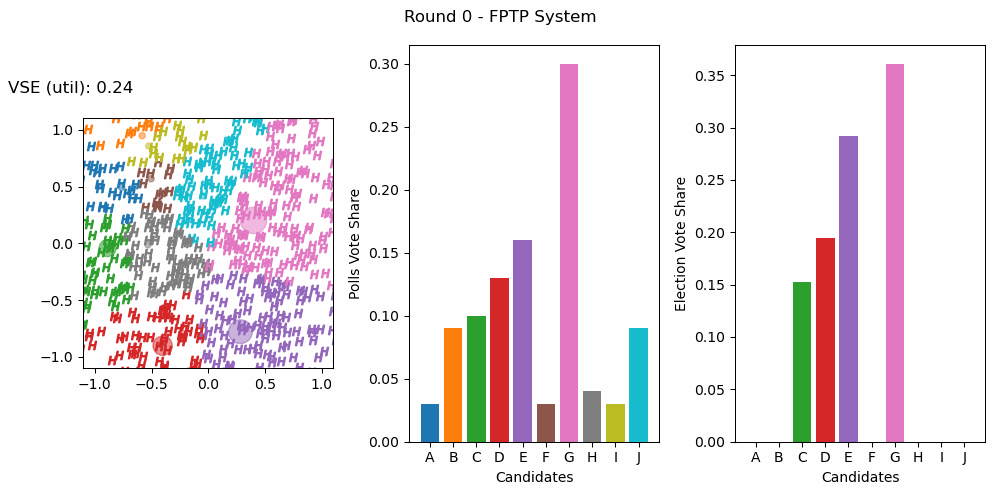 Round 0 - FPTP System
VSE (util): 0.24
1.0
0.5
0.0
−0.5
−1.0
−1.0 −0.5 0.0 0.5 1.0
Polls Vote Share
0.30
0.25
0.20
0.15
0.10
0.05
0.00
A B C D E F G H I J
Candidates
Election Vote Share
0.35
0.30
0.25
0.20
0.15
0.10
0.05
0.00
A B C D E F G H I J
Candidates